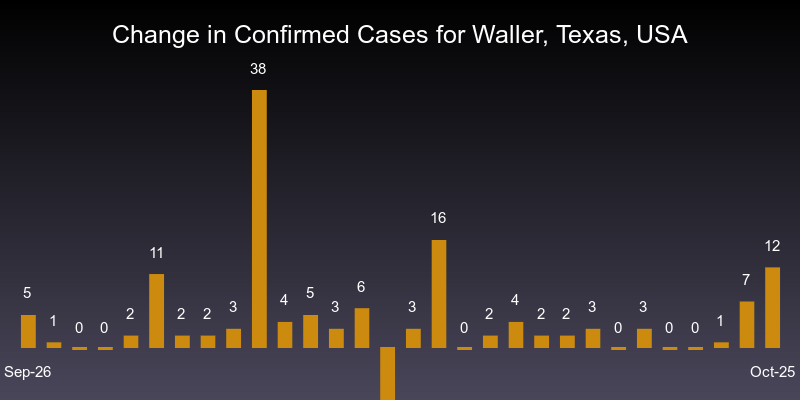 Change in Confirmed Cases for Waller, Texas, USA
5 1 0 0 2 11 2 2 3 38 4 5 3 6 3 16 0 2 4 2 2 3 0 3 0 0 1 7 12
Sep-26 Oct-25